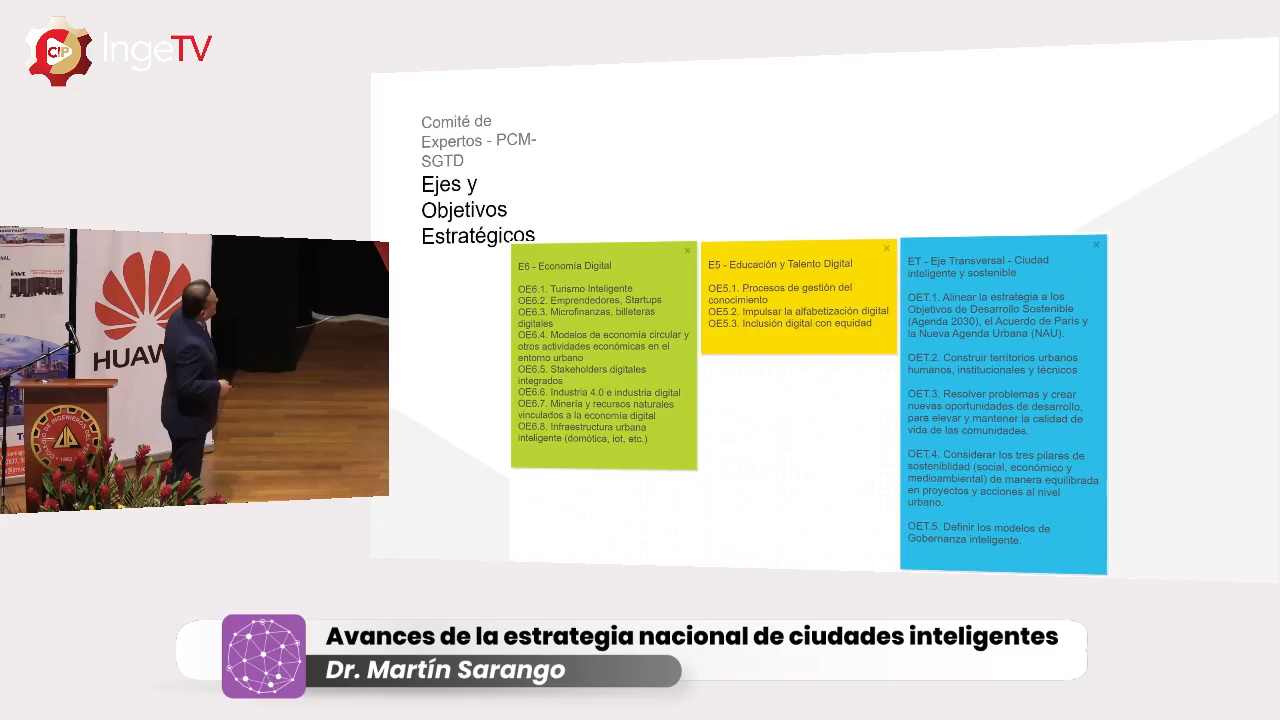 CIP IngeTV
Comité de
Expertos - PCM-
SGTD
Ejes y
Objetivos
Estratégicos
E6 - Economía Digital
OE6.1. Turismo Inteligente
OE6.2. Emprendedores, Startups
OE6.3. Microfinanzas, billeteras
digitales
OE6.4. Modelos de economía circular y
otros actividades económicas en el
entorno urbano
OE6.5. Stakeholders digitales
integrados
OE6.6. Industria 4.0 e industria digital
OE6.7. Minería y recursos naturales
vinculados a la economía digital
OE6.8. Infraestructura urbana
inteligente (domótica, iot, etc.)
E5 - Educación y Talento Digital
OE5.1. Procesos de gestión del
conocimiento
OE5.2. Impulsar la alfabetización digital
OE5.3. Inclusión digital con equidad
ET - Eje Transversal - Ciudad
inteligente y sostenible
OET.1. Alinear la estrategia a los
Objetivos de Desarrollo Sostenible
(Agenda 2030), el Acuerdo de Paris y
la Nueva Agenda Urbana (NAU).
OET.2. Construir territorios urbanos
humanos, institucionales y técnicos
OET.3. Resolver problemas y crear
nuevas oportunidades de desarrollo,
para elevar y mantener la calidad de
vida de las comunidades.
OET.4. Considerar los tres pilares de
sosteniblidad (social, económico y
medioambiental) de manera equilibrada
en proyectos y acciones al nivel
urbano.
OET.5. Definir los modelos de
Gobernanza inteligente.
HUAW
Avances de la estrategia nacional de ciudades inteligentes
Dr. Martín Sarango